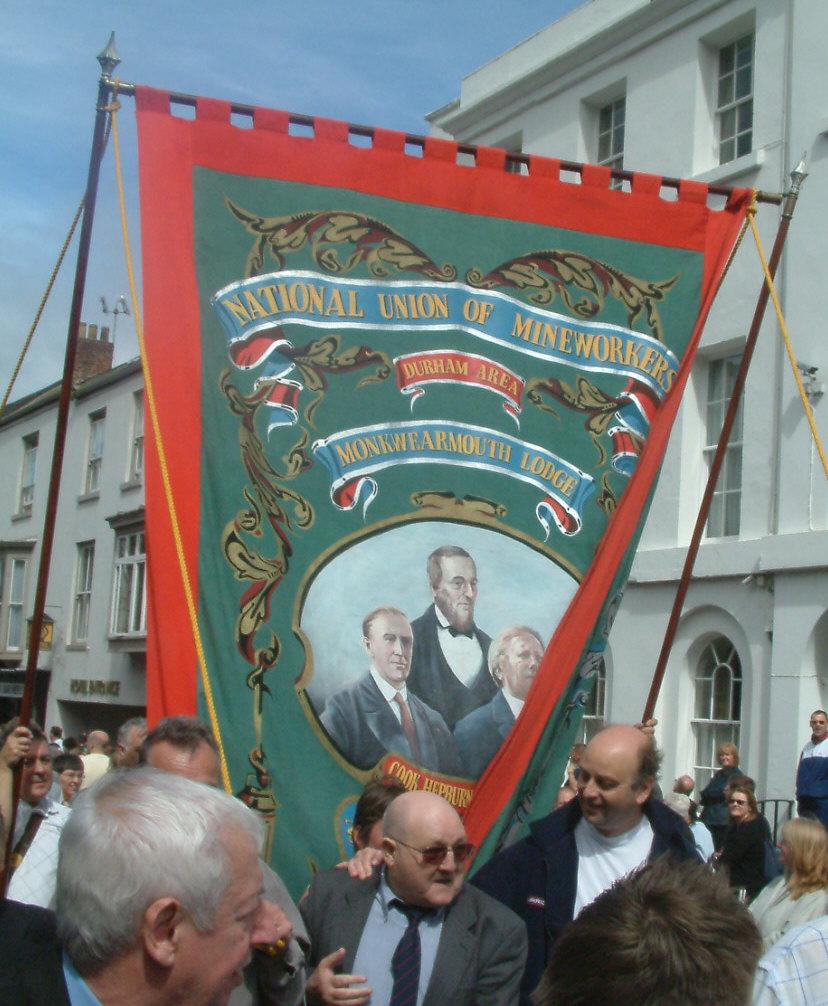 NATIONAL UNION OF MINEWORKERS
DURHAM AREA
MONKWEARMOUTH LODGE
COOK HEPBURN